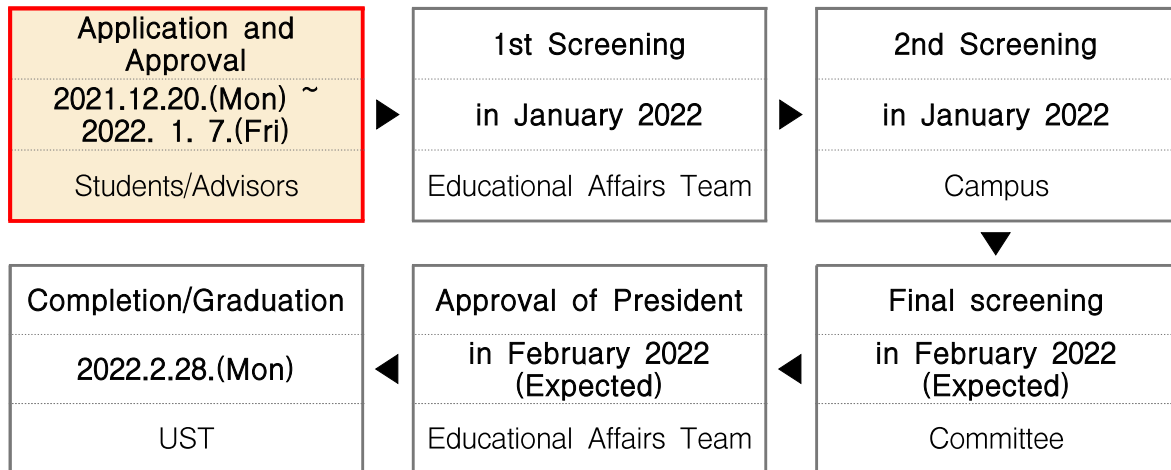 Application and
Approval
2021.12.20.(Mon) ~
2022. 1. 7.(Fri)
Students/Advisors
1st Screening
in January 2022
Educational Affairs Team
2nd Screening
in January 2022
Campus
Final screening
in February 2022
(Expected)
Committee
Approval of President
in February 2022
(Expected)
Educational Affairs Team
Completion/Graduation
2022.2.28.(Mon)
UST